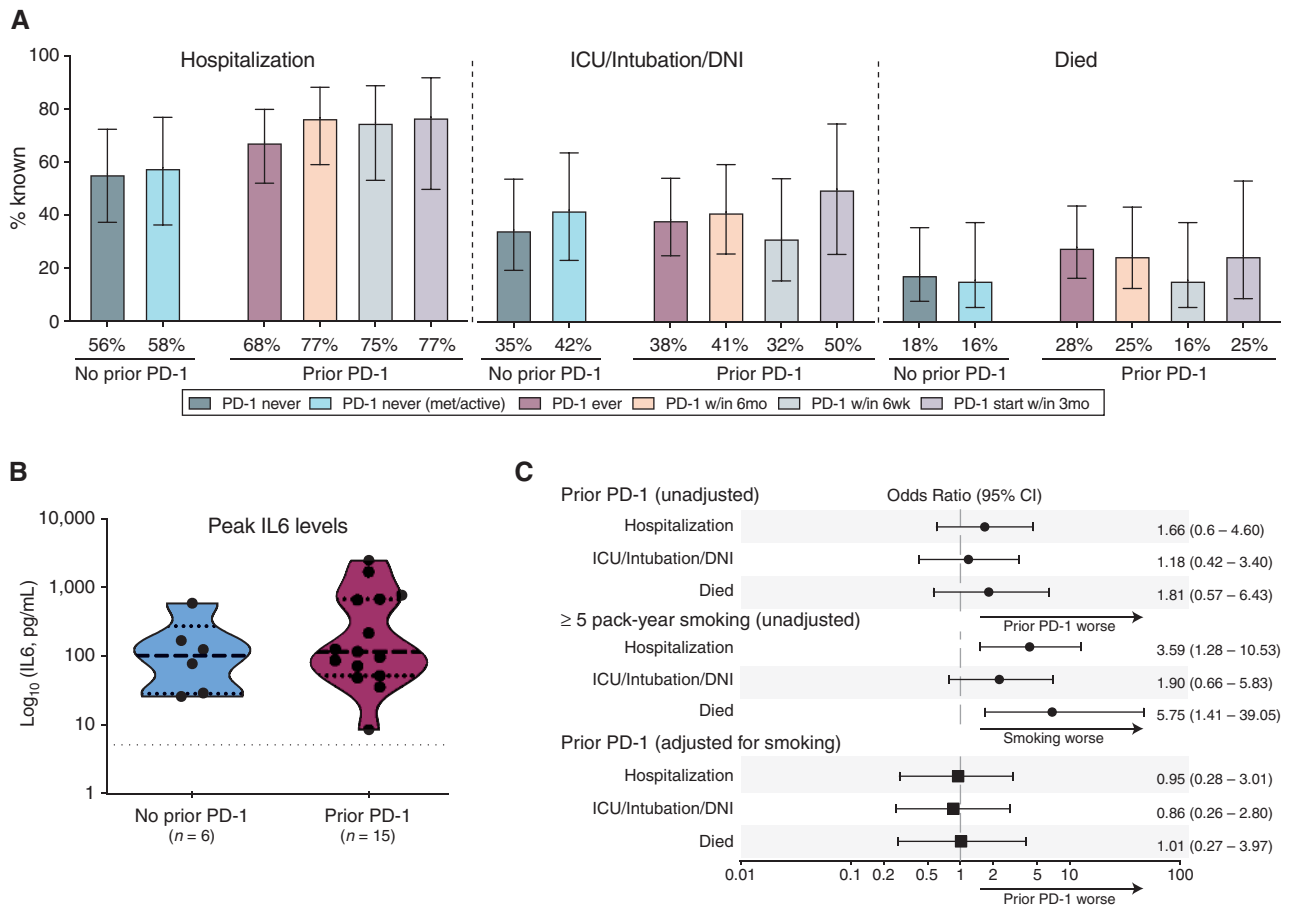 A
Hospitalization
ICU/Intubation/DNI
Died
% known
100
80
60
40
20
0
56% 58% 68% 77% 75% 77% 35% 42% 38% 41% 32% 50% 18% 16% 28% 25% 16% 25%
No prior PD-1 Prior PD-1 No prior PD-1 Prior PD-1 No prior PD-1 Prior PD-1
PD-1 never PD-1 never (met/active) PD-1 ever PD-1 w/in 6mo PD-1 w/in 6wk PD-1 start w/in 3mo
B
Peak IL6 levels
Log10 (IL6, pg/mL)
10,000
1,000
100
10
1
No prior PD-1 Prior PD-1
(n = 6) (n = 15)
C
Prior PD-1 (unadjusted) Odds Ratio (95% CI)
Hospitalization 1.66 (0.6 – 4.60)
ICU/Intubation/DNI 1.18 (0.42 – 3.40)
Died 1.81 (0.57 – 6.43)
Prior PD-1 worse
≥ 5 pack-year smoking (unadjusted)
Hospitalization 3.59 (1.28 – 10.53)
ICU/Intubation/DNI 1.90 (0.66 – 5.83)
Died 5.75 (1.41 – 39.05)
Smoking worse
Prior PD-1 (adjusted for smoking)
Hospitalization 0.95 (0.28 – 3.01)
ICU/Intubation/DNI 0.86 (0.26 – 2.80)
Died 1.01 (0.27 – 3.97)
0.01 0.1 0.2 0.5 1 2 5 10 100
Prior PD-1 worse